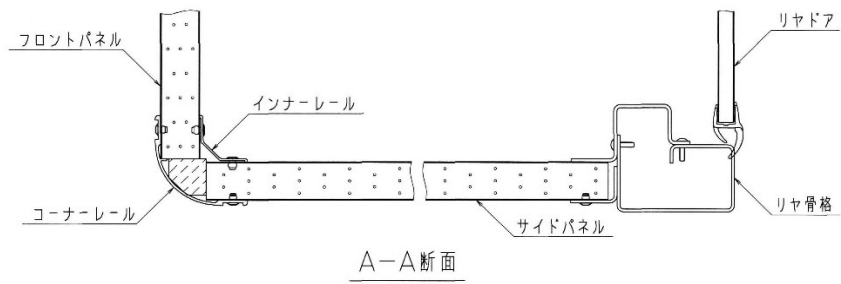 リヤドア
フロントパネル
インナーレール
コーナーレール
サイドパネル
リヤ骨格
A-A断面